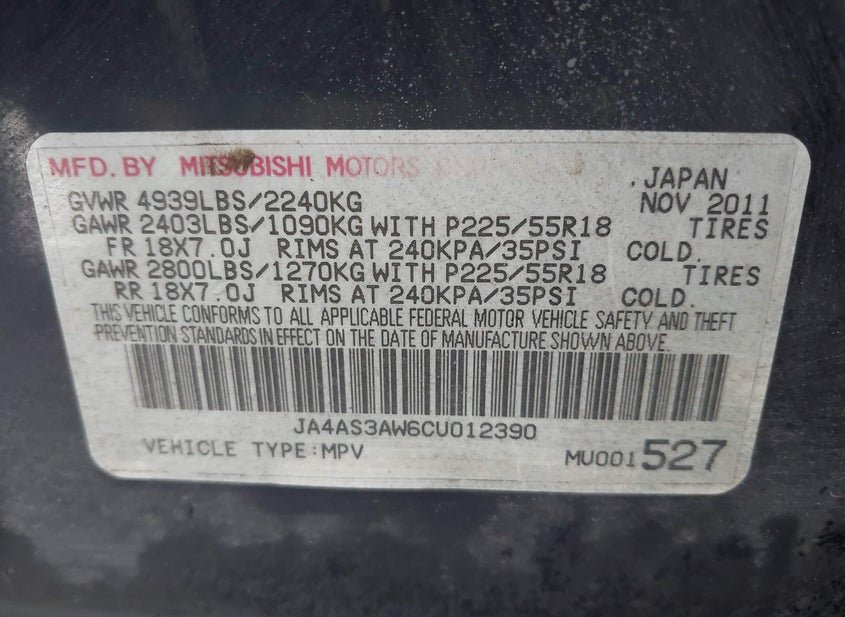 MFD. BY MITSUBISHI MOTORS
. JAPAN
GVWR 4939LBS/2240KG NOV 2011
GAWR 2403LBS/1090KG WITH P225/55R18 TIRES
FR 18X7.0J RIMS AT 240KPA/35PSI COLD.
GAWR 2800LBS/1270KG WITH P225/55R18 TIRES
RR 18X7.0J RIMS AT 240KPA/35PSI COLD.
THIS VEHICLE CONFORMS TO ALL APPLICABLE FEDERAL MOTOR VEHICLE SAFETY AND THEFT
PREVENTION STANDARDS IN EFFECT ON THE DATE OF MANUFACTURE SHOWN ABOVE.
JA4AS3AW6CU012390
VEHICLE TYPE:MPV MU001527